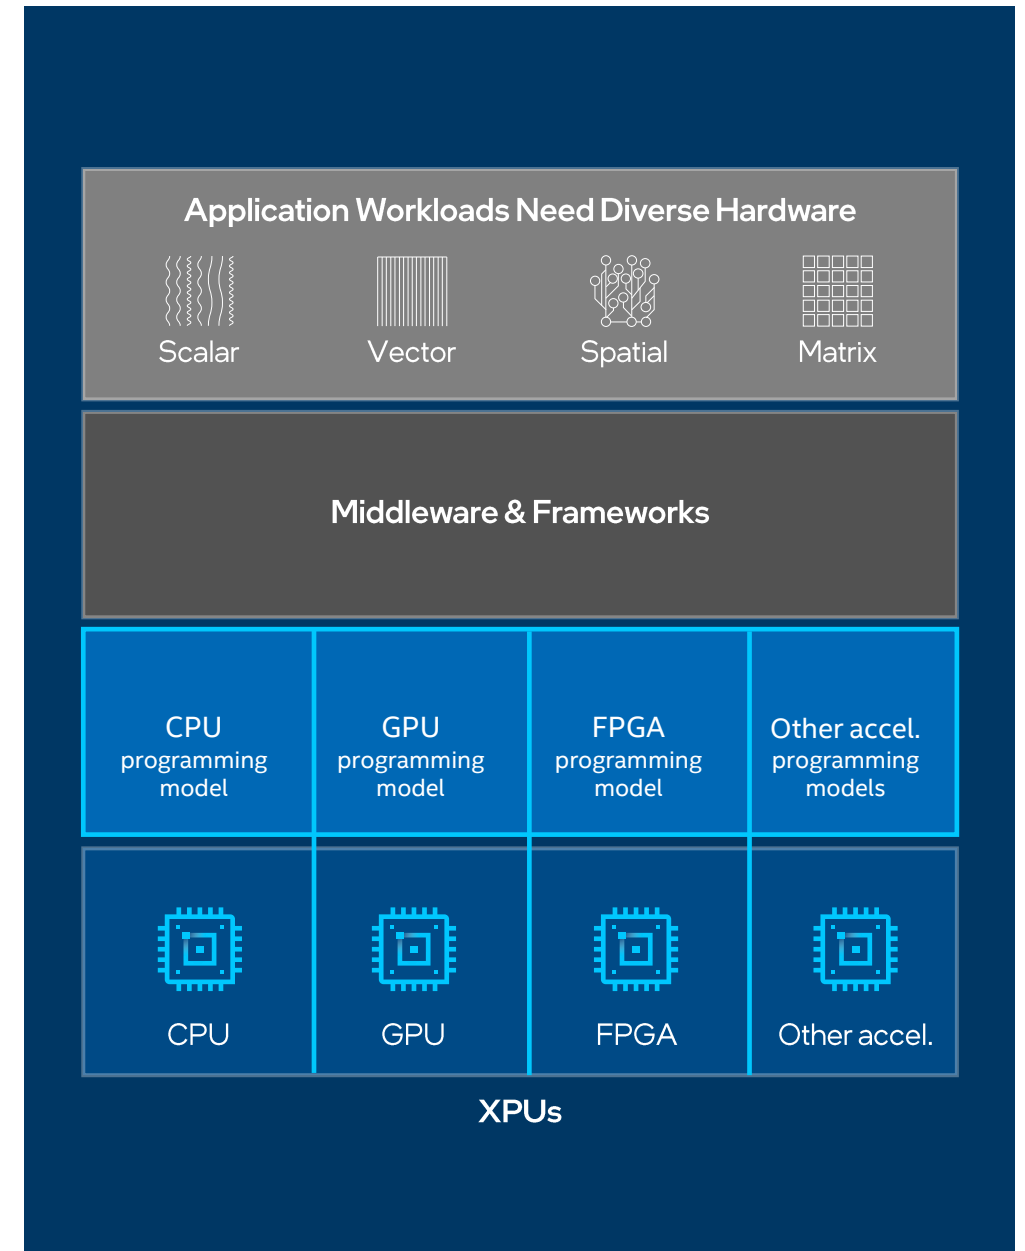 Application Workloads Need Diverse Hardware
Scalar
Vector
Spatial
Matrix
Middleware & Frameworks
CPU
programming
model
GPU
programming
model
FPGA
programming
model
Other accel.
programming
models
CPU
GPU
FPGA
Other accel.
XPUs